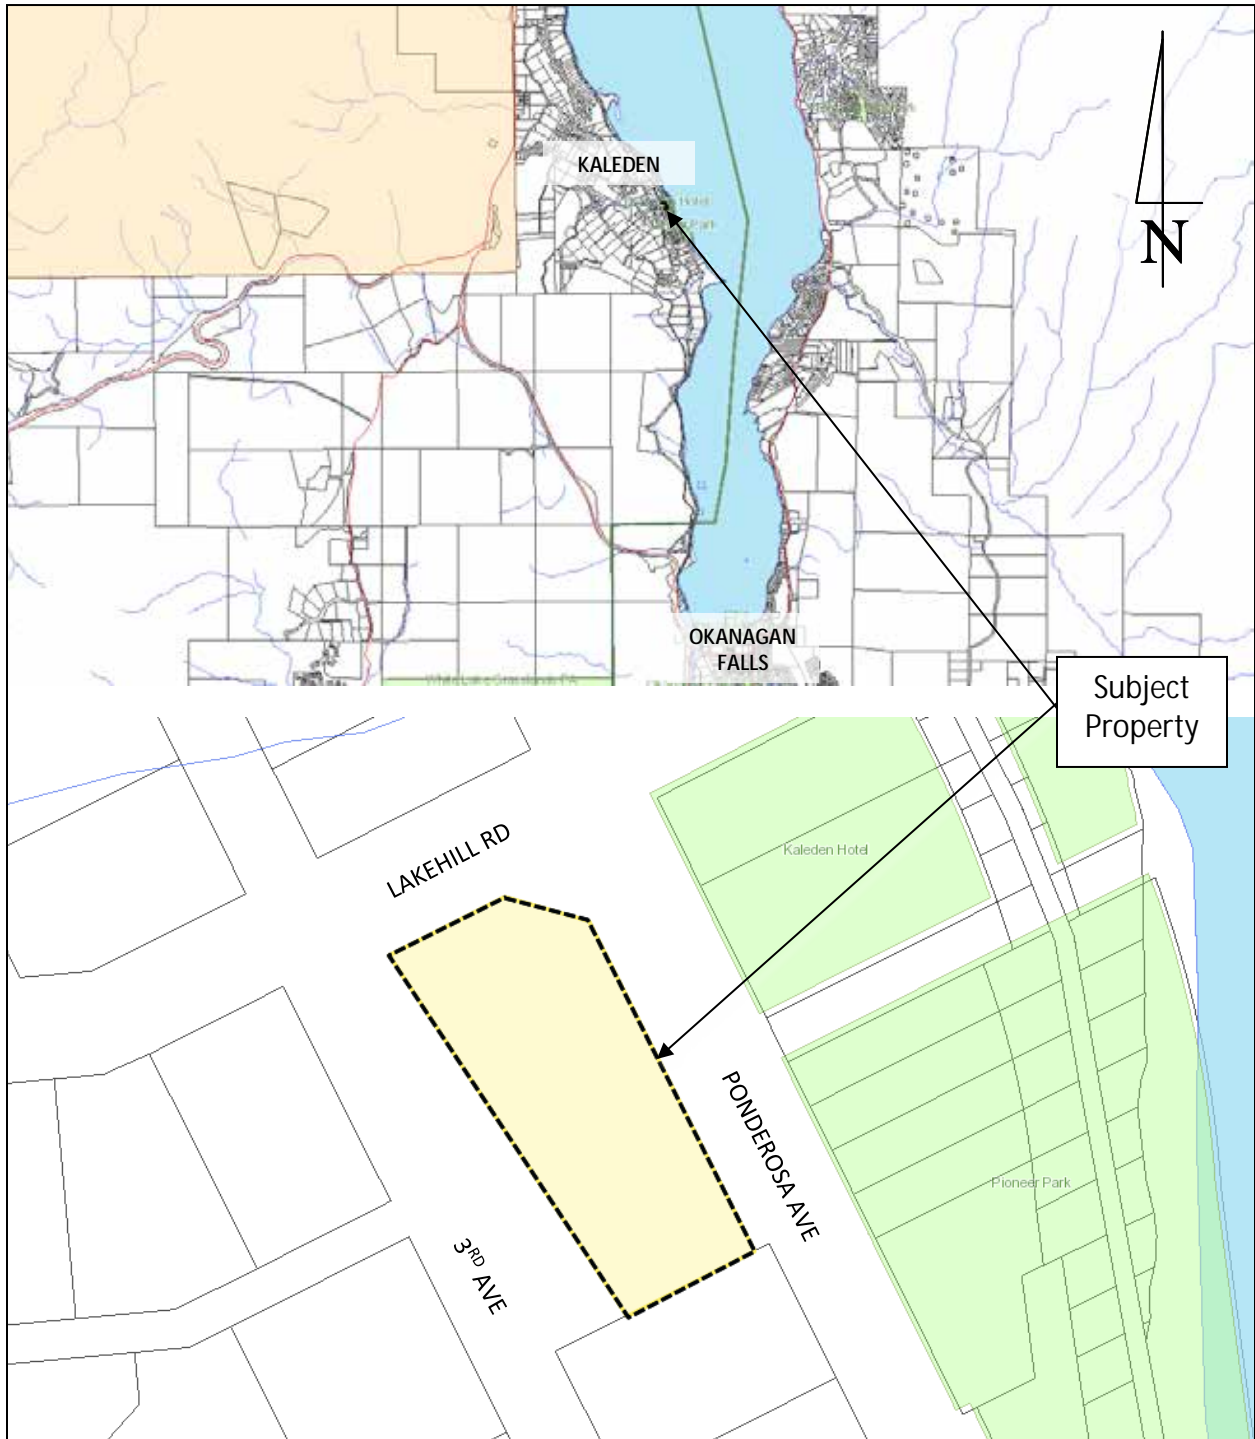 KALEDEN
N
OKANAGAN
FALLS
Subject
Property
LAKEHILL RD
Kaleden Hotel
PONDEROSA AVE
Pioneer Park
3RD AVE